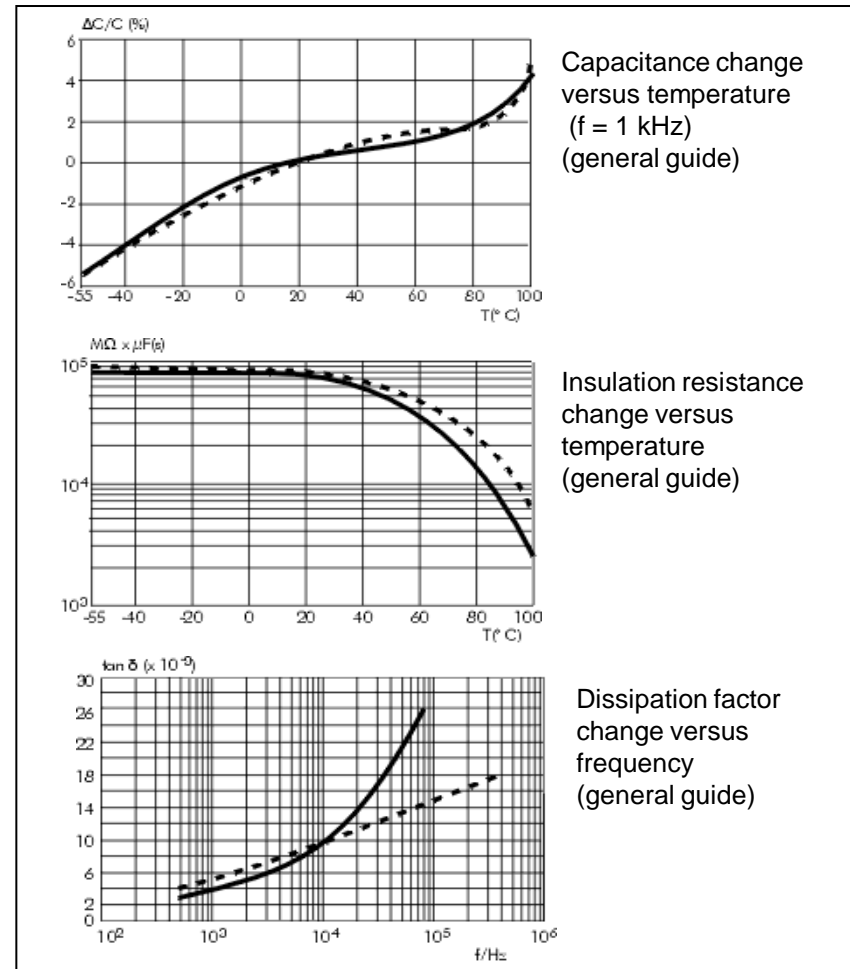 ΔC/C (%)
6
4
2
0
-2
-4
-6
-55 -40 -20 0 20 40 60 80 100
T(° C)
Capacitance change
versus temperature
(f = 1 kHz)
(general guide)
MΩ x µF(s)
10⁵
10⁴
10³
-55 -40 -20 0 20 40 60 80 100
T(° C)
Insulation resistance
change versus
temperature
(general guide)
tan δ (x 10⁻³)
30
26
22
18
14
10
6
2
0
10² 10³ 10⁴ 10⁵ 10⁶
f/Hz
Dissipation factor
change versus
frequency
(general guide)